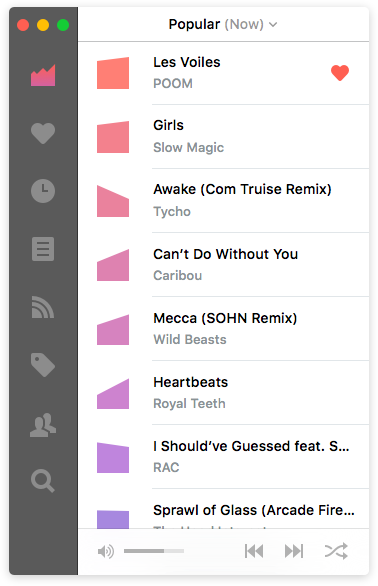 Popular (Now)
Les Voiles
POOM
Girls
Slow Magic
Awake (Com Truise Remix)
Tycho
Can’t Do Without You
Caribou
Mecca (SOHN Remix)
Wild Beasts
Heartbeats
Royal Teeth
I Should’ve Guessed feat. S...
RAC
Sprawl of Glass (Arcade Fire...